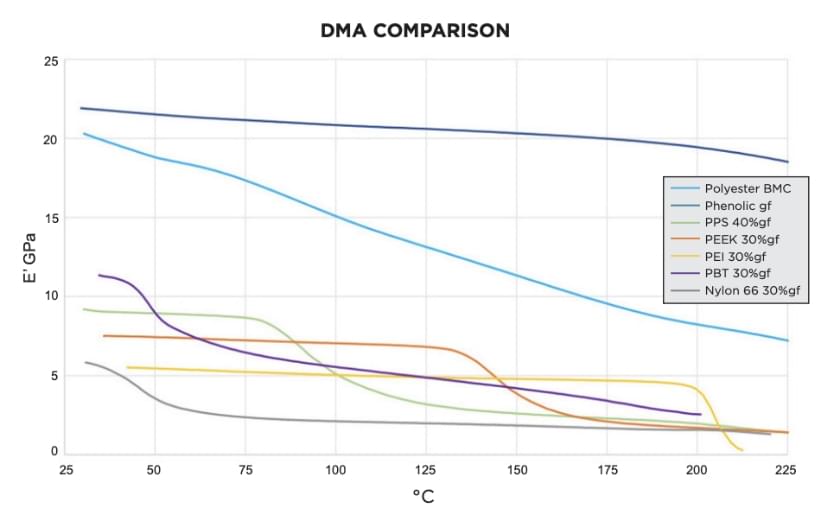 DMA COMPARISON
25
20
15
10
5
0
E' GPa
Polyester BMC
Phenolic gf
PPS 40%gf
PEEK 30%gf
PEI 30%gf
PBT 30%gf
Nylon 66 30%gf
25 50 75 100 125 150 175 200 225
°C